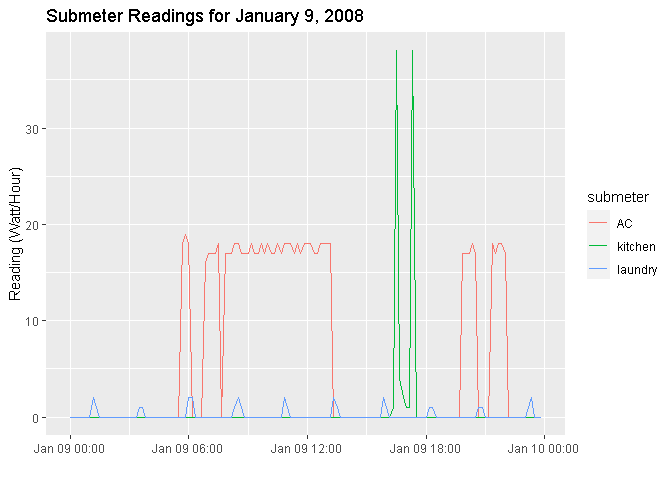 Submeter Readings for January 9, 2008
Reading (Watt/Hour)
30
20
10
0
Jan 09 00:00
Jan 09 06:00
Jan 09 12:00
Jan 09 18:00
Jan 10 00:00
submeter
AC
kitchen
laundry